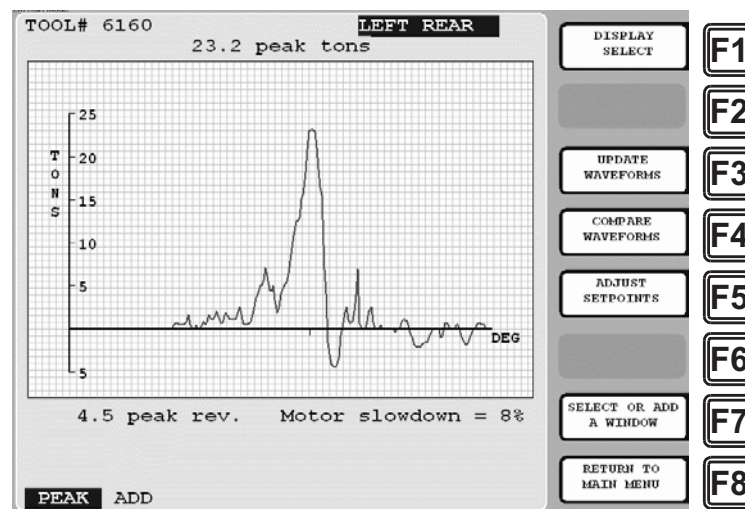 TOOL# 6160
LEFT REAR
23.2 peak tons
25
20
15
10
5
5
TONS
DEG
4.5 peak rev.
Motor slowdown = 8%
PEAK
ADD
DISPLAY
SELECT
F1
F2
UPDATE
WAVEFORMS
F3
COMPARE
WAVEFORMS
F4
ADJUST
SETPOINTS
F5
F6
SELECT OR ADD
A WINDOW
F7
RETURN TO
MAIN MENU
F8